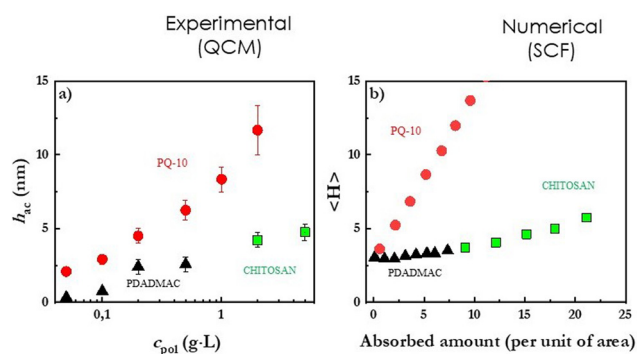 Experimental
(QCM)
Numerical
(SCF)
a)
PQ-10
CHITOSAN
PDADMAC
15
10
5
0
0,1
1
h_ac (nm)
c_pol (g·L)
b)
PQ-10
CHITOSAN
PDADMAC
15
10
5
0
0
5
10
15
20
25
<H>
Absorbed amount (per unit of area)